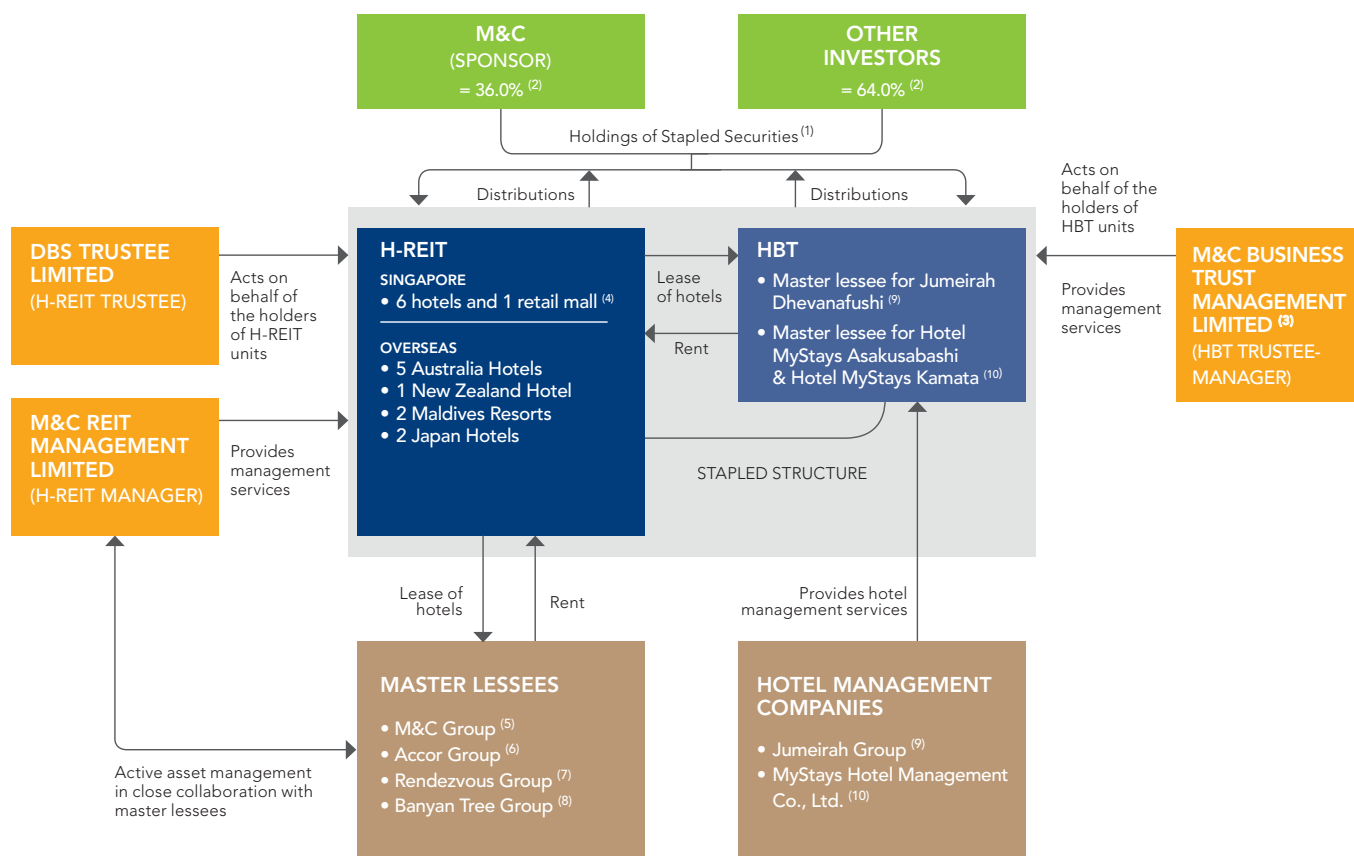 M&C
(SPONSOR)
= 36.0% (2)
OTHER
INVESTORS
= 64.0% (2)
Holdings of Stapled Securities (1)
Distributions
Distributions
Acts on
behalf of the
holders of
HBT units
DBS TRUSTEE
LIMITED
(H-REIT TRUSTEE)
Acts on
behalf of
the holders
of H-REIT
units
H-REIT
SINGAPORE
• 6 hotels and 1 retail mall (4)
OVERSEAS
• 5 Australia Hotels
• 1 New Zealand Hotel
• 2 Maldives Resorts
• 2 Japan Hotels
Lease
of hotels
Rent
HBT
• Master lessee for Jumeirah
Dhevanafushi (9)
• Master lessee for Hotel
MyStays Asakusabashi
& Hotel MyStays Kamata (10)
Provides
management
services
M&C BUSINESS
TRUST
MANAGEMENT
LIMITED (3)
(HBT TRUSTEE-
MANAGER)
M&C REIT
MANAGEMENT
LIMITED
(H-REIT MANAGER)
Provides
management
services
STAPLED STRUCTURE
Lease of
hotels
Rent
Provides hotel
management services
MASTER LESSEES
• M&C Group (5)
• Accor Group (6)
• Rendezvous Group (7)
• Banyan Tree Group (8)
HOTEL MANAGEMENT
COMPANIES
• Jumeirah Group (9)
• MyStays Hotel Management
Co., Ltd. (10)
Active asset management
in close collaboration with
master lessees